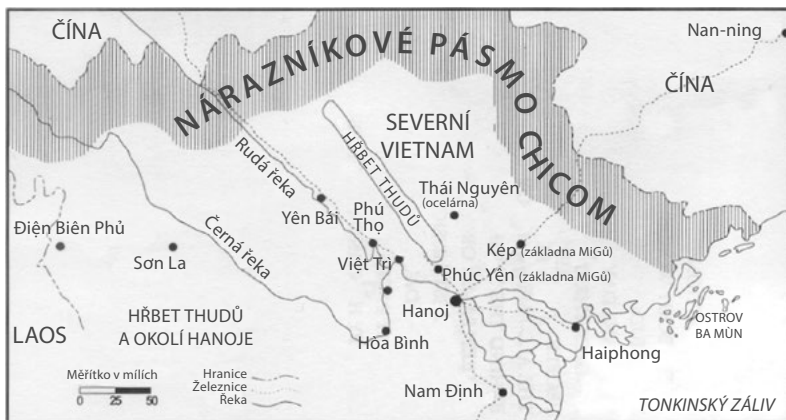 ČÍNA
Nan-ning
NÁRAZNÍKOVÉ PÁSMO CHICOM
ČÍNA
SEVERNÍ
VIETNAM
HŘBET THUDŮ
Rudá řeka
Thái Nguyên
(ocelárna)
Yên Bái
Phú
Thọ
Điện Biên Phủ
Sơn La
Černá řeka
Việt Trì
Kép (základna MiGů)
Phúc Yên (základna MiGů)
Hanoj
HŘBET THUDŮ
A OKOLÍ HANOJE
LAOS
OSTROV
BA MÙN
Hòa Bình
Haiphong
Měřítko v mílích
0 25 50
Hranice
Železnice
Řeka
Nam Định
TONKINSKÝ ZÁLIV